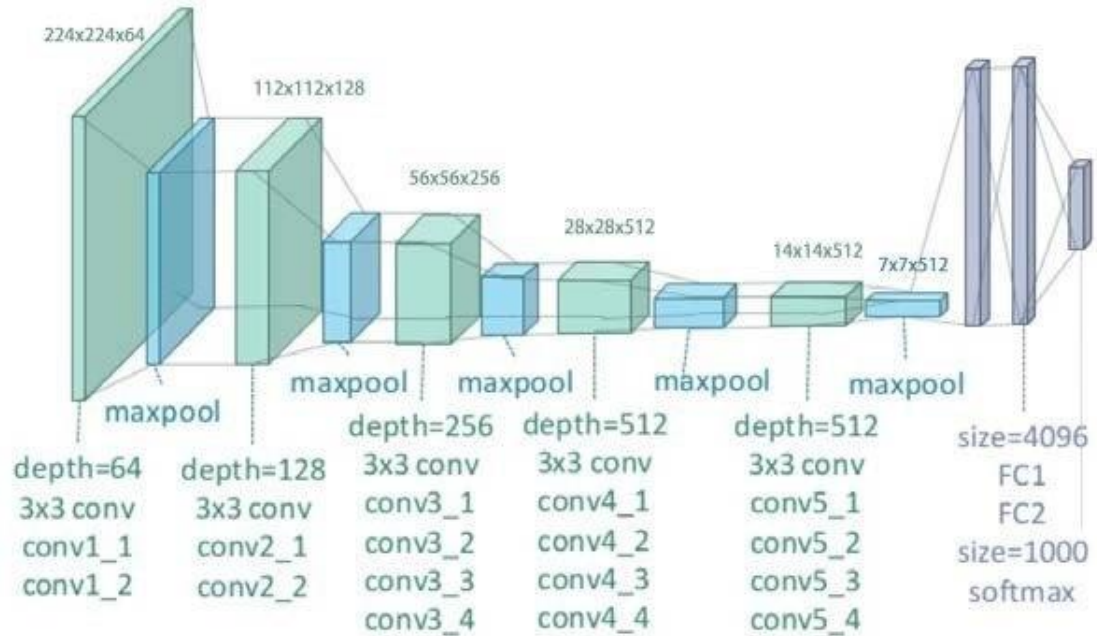 224x224x64
112x112x128
56x56x256
28x28x512
14x14x512
7x7x512
maxpool
maxpool
maxpool
maxpool
maxpool
depth=64
3x3 conv
conv1_1
conv1_2
depth=128
3x3 conv
conv2_1
conv2_2
depth=256
3x3 conv
conv3_1
conv3_2
conv3_3
conv3_4
depth=512
3x3 conv
conv4_1
conv4_2
conv4_3
conv4_4
depth=512
3x3 conv
conv5_1
conv5_2
conv5_3
conv5_4
size=4096
FC1
FC2
size=1000
softmax